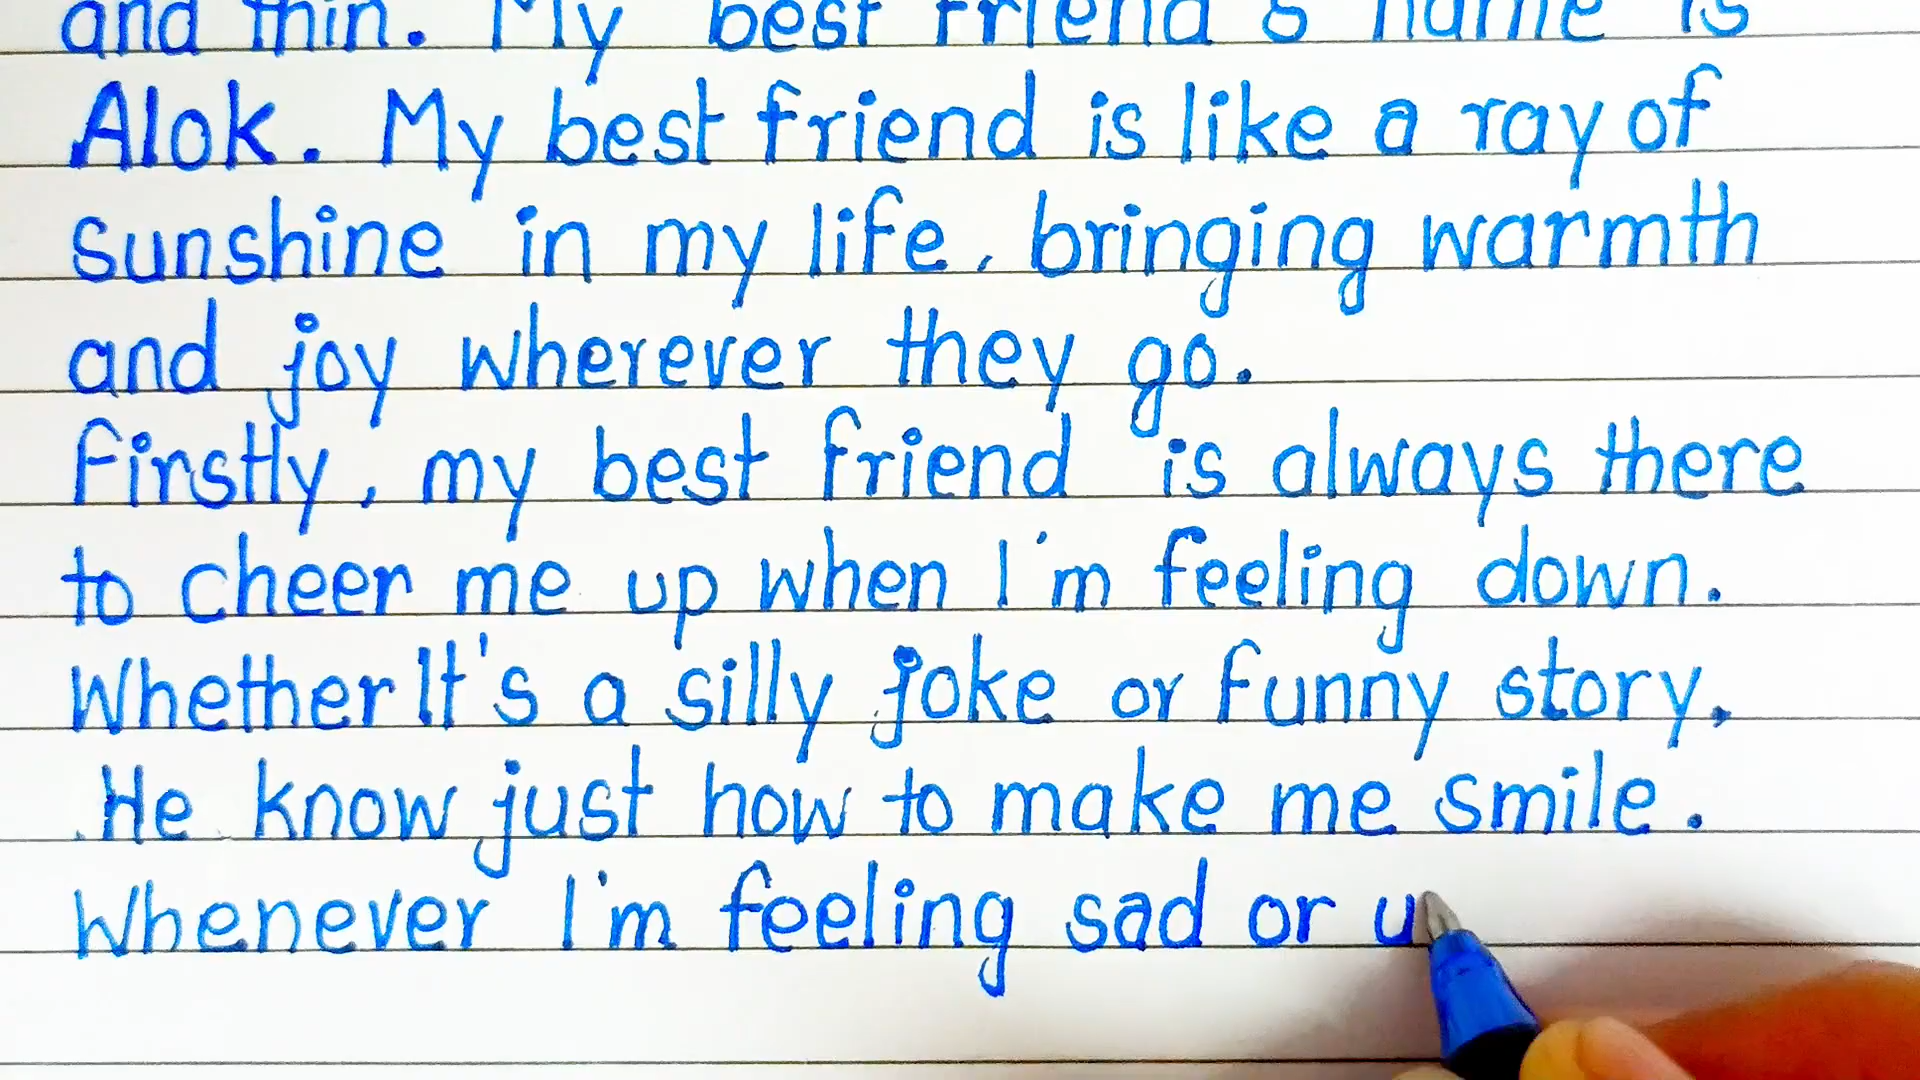 and thin. My best friend's name is
Alok. My best friend is like a ray of
sunshine in my life, bringing warmth
and joy wherever they go.
Firstly, my best friend is always there
to cheer me up when I'm feeling down.
Whether It's a silly joke or funny story,
He know just how to make me smile.
Whenever I'm feeling sad or u